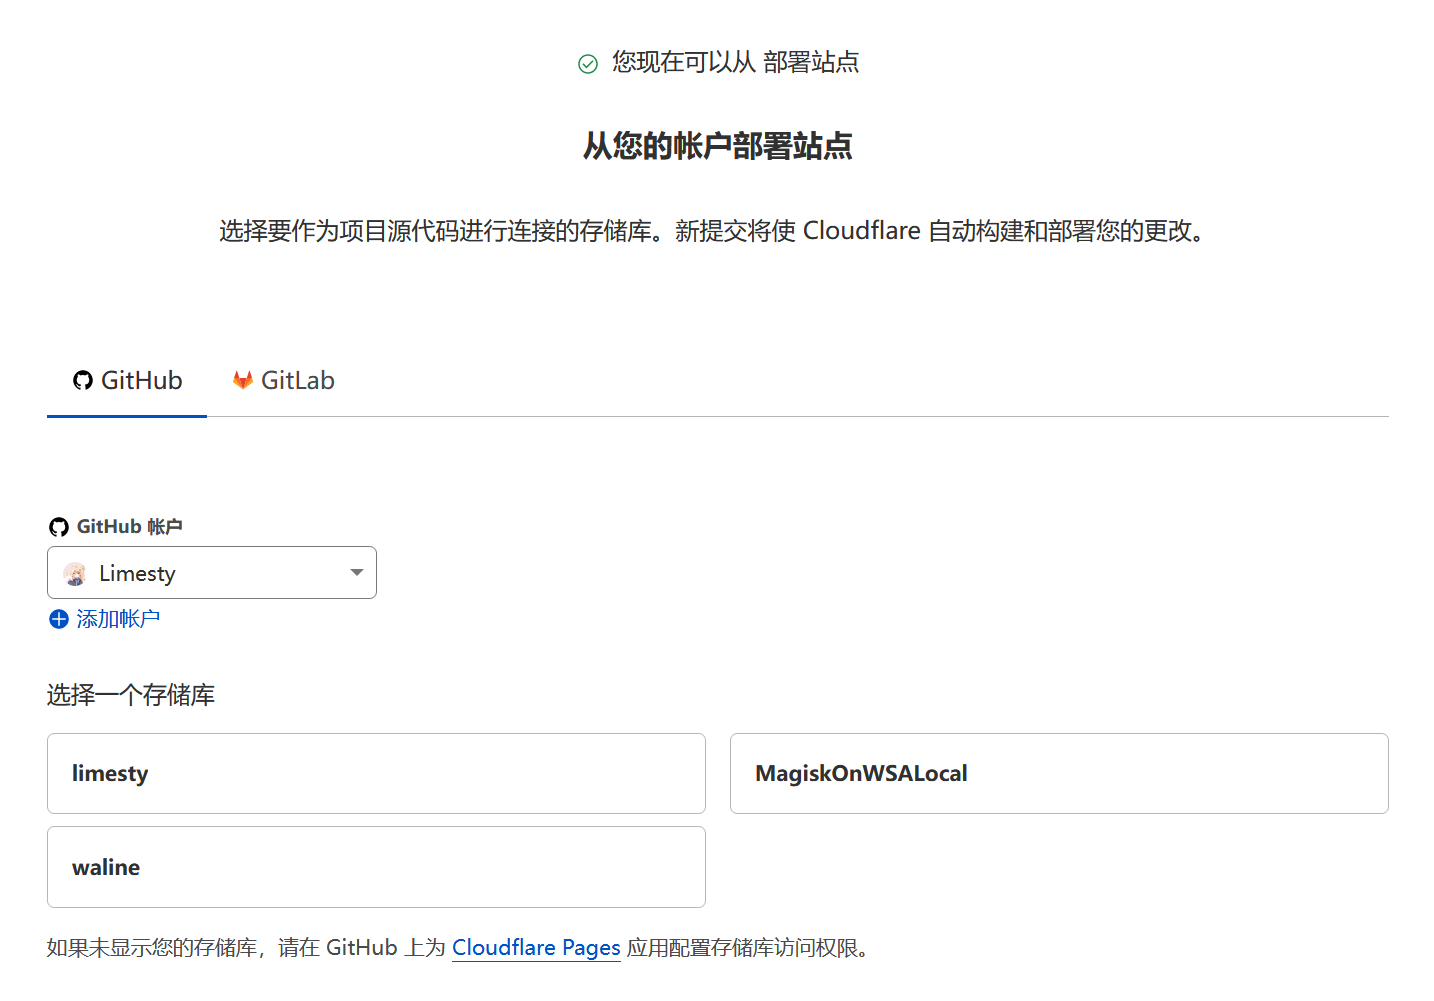 您现在可以从 部署站点
从您的帐户部署站点
选择要作为项目源代码进行连接的存储库。新提交将使 Cloudflare 自动构建和部署您的更改。
GitHub GitLab
GitHub 帐户
Limesty
添加帐户
选择一个存储库
limesty MagiskOnWSALocal
waline
如果未显示您的存储库，请在 GitHub 上为 Cloudflare Pages 应用配置存储库访问权限。